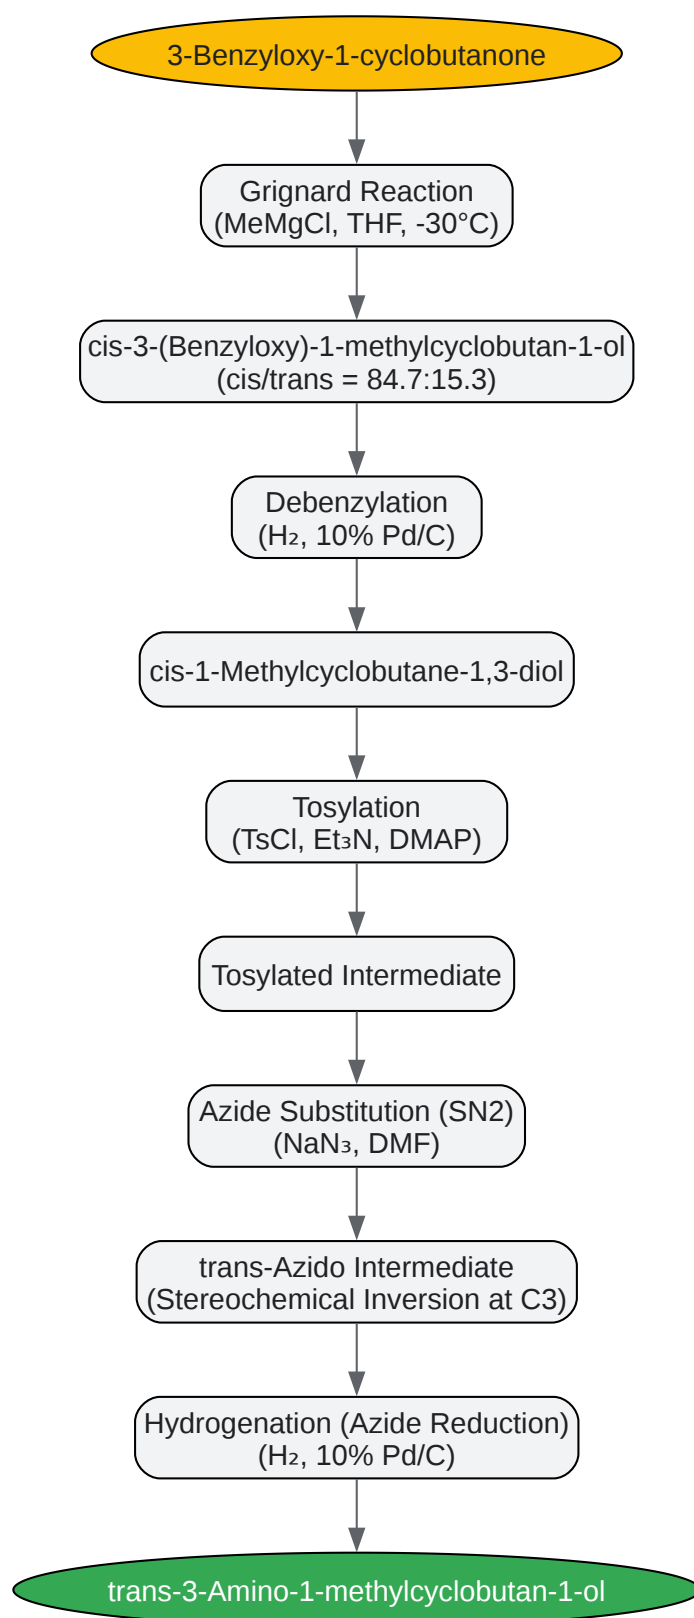 3-Benzyloxy-1-cyclobutanone
Grignard Reaction
(MeMgCl, THF, -30°C)
cis-3-(Benzyloxy)-1-methylcyclobutan-1-ol
(cis/trans = 84.7:15.3)
Debenzylation
(H₂, 10% Pd/C)
cis-1-Methylcyclobutane-1,3-diol
Tosylation
(TsCl, Et₃N, DMAP)
Tosylated Intermediate
Azide Substitution (SN2)
(NaN₃, DMF)
trans-Azido Intermediate
(Stereochemical Inversion at C3)
Hydrogenation (Azide Reduction)
(H₂, 10% Pd/C)
trans-3-Amino-1-methylcyclobutan-1-ol